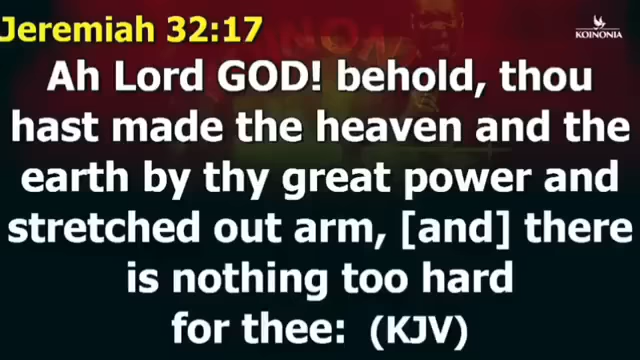 Jeremiah 32:17
KOINONIA
Ah Lord GOD! behold, thou
hast made the heaven and the
earth by thy great power and
stretched out arm, [and] there
is nothing too hard
for thee: (KJV)